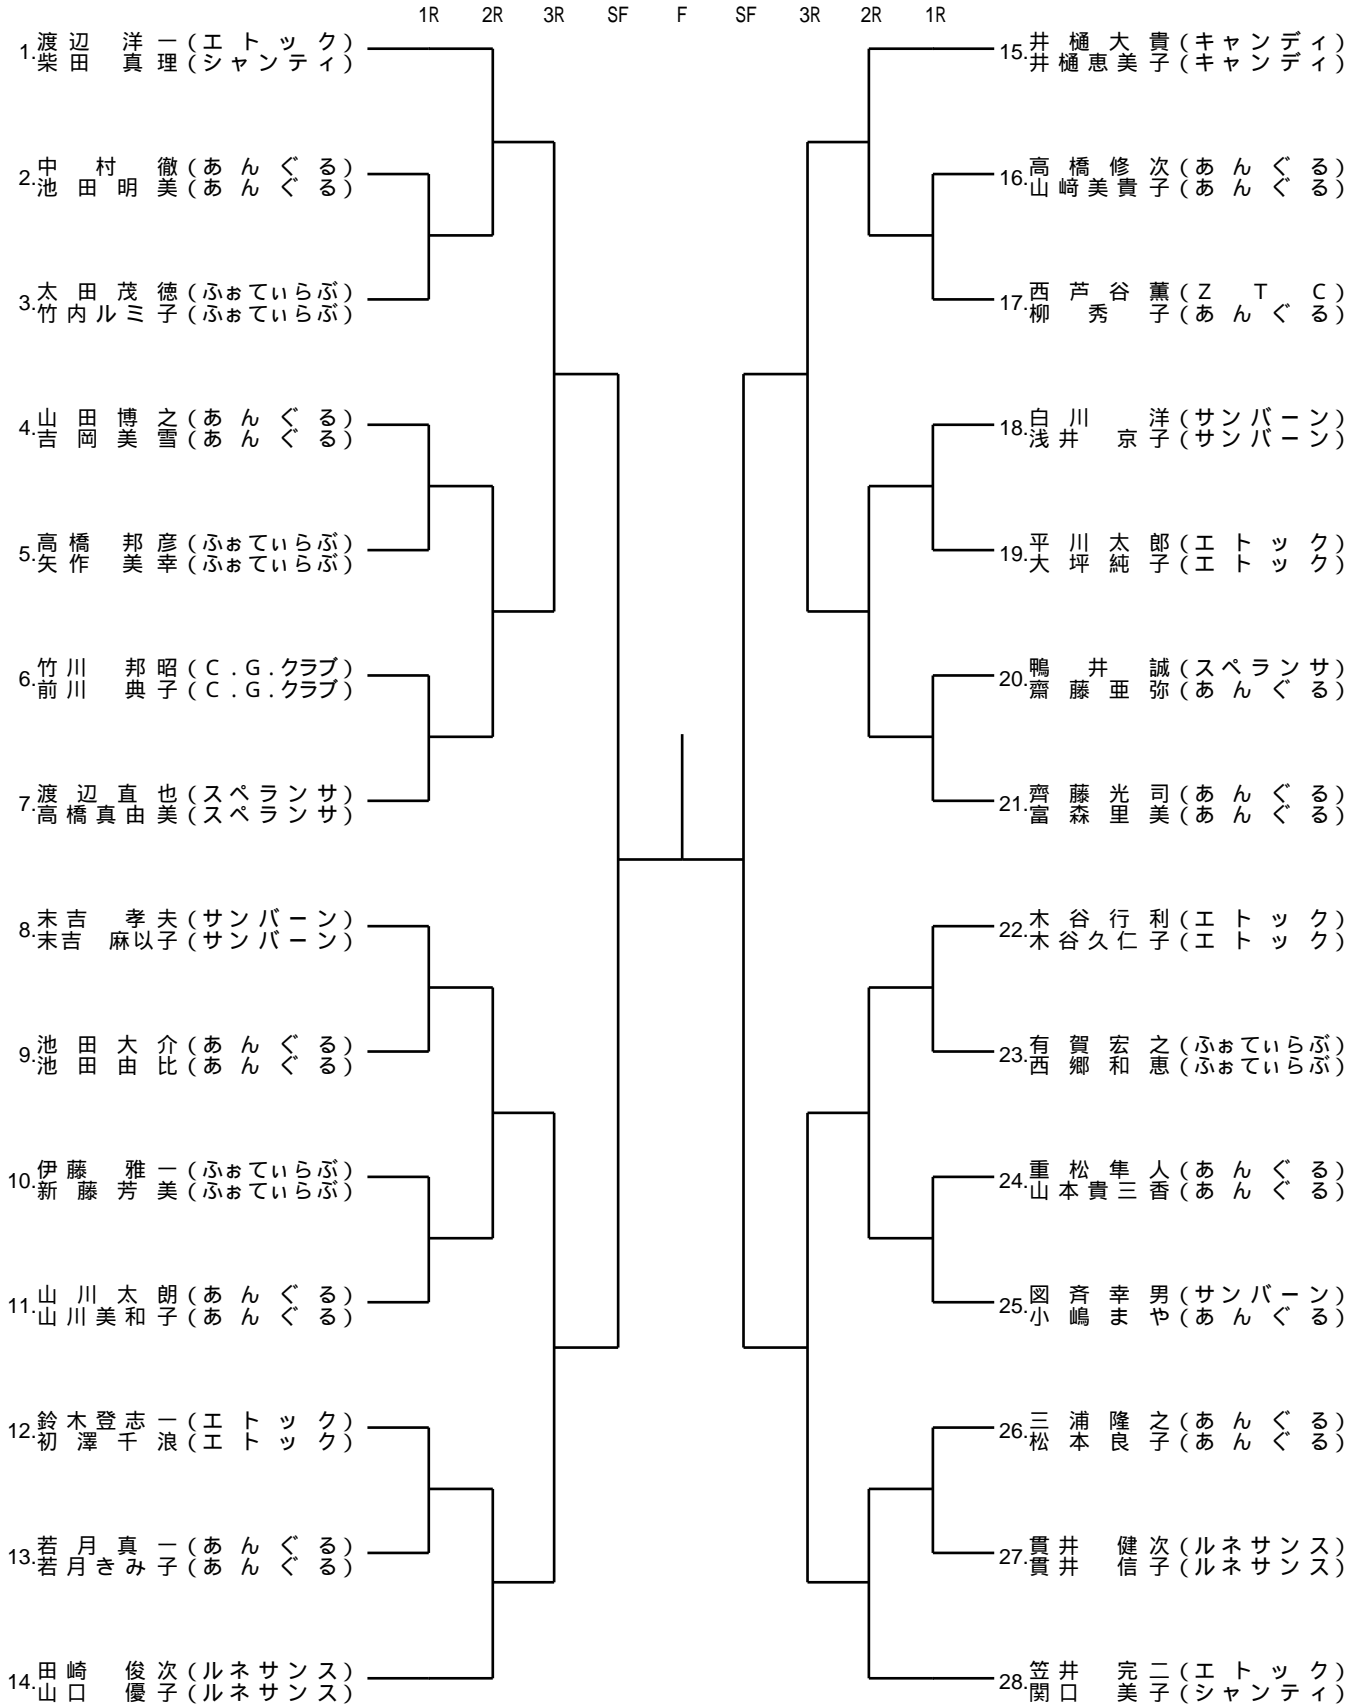 1R 2R 3R SF F SF 3R 2R 1R
1. 渡辺 洋一(エトック)
柴田 真理(シャンティ)
2. 中村 徹(あんぐる)
池田明美(あんぐる)
3. 太田茂徳(ふぉてぃらぶ)
竹内ルミ子(ふぉてぃらぶ)
4. 山田博之(あんぐる)
吉岡美雪(あんぐる)
5. 高橋 邦彦(ふぉてぃらぶ)
矢作 美幸(ふぉてぃらぶ)
6. 竹川 邦昭(C.G.クラブ)
前川 典子(C.G.クラブ)
7. 渡辺直也(スペランサ)
高橋真由美(スペランサ)
8. 末吉 孝夫(サンバーン)
末吉 麻以子(サンバーン)
9. 池田大介(あんぐる)
池田由比(あんぐる)
10. 伊藤 雅一(ふぉてぃらぶ)
新藤芳美(ふぉてぃらぶ)
11. 山川太朗(あんぐる)
山川美和子(あんぐる)
12. 鈴木登志一(エトック)
初澤千浪(エトック)
13. 若月真一(あんぐる)
若月きみ子(あんぐる)
14. 田崎 俊次(ルネサンス)
山口 優子(ルネサンス)
15. 井樋大貴(キャンディ)
井樋恵美子(キャンディ)
16. 高橋修次(あんぐる)
山﨑美貴子(あんぐる)
17. 西芦谷薫(ZTC)
柳 秀子(あんぐる)
18. 白川 洋(サンバーン)
浅井 京子(サンバーン)
19. 平川太郎(エトック)
大坪純子(エトック)
20. 鴨井 誠(スペランサ)
齋藤亜弥(あんぐる)
21. 齊藤光司(あんぐる)
富森里美(あんぐる)
22. 木谷行利(エトック)
木谷久仁子(エトック)
23. 有賀宏之(ふぉてぃらぶ)
西郷和恵(ふぉてぃらぶ)
24. 重松隼人(あんぐる)
山本貴三香(あんぐる)
25. 図斉幸男(サンバーン)
小嶋まや(あんぐる)
26. 三浦隆之(あんぐる)
松本良子(あんぐる)
27. 貫井 健次(ルネサンス)
貫井 信子(ルネサンス)
28. 笠井 完二(エトック)
関口 美子(シャンティ)